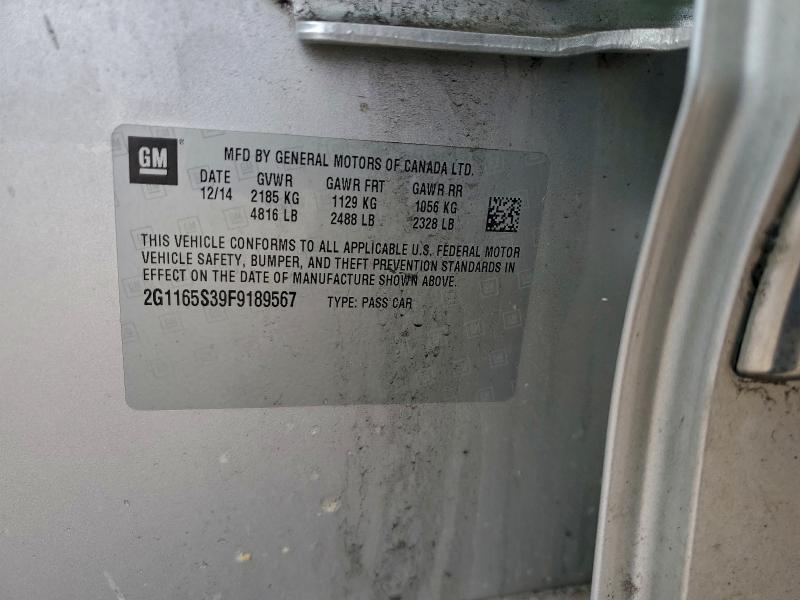 GM®
MFD BY GENERAL MOTORS OF CANADA LTD.
DATE GVWR GAWR FRT GAWR RR
12/14 2185 KG 1129 KG 1056 KG
4816 LB 2488 LB 2328 LB
THIS VEHICLE CONFORMS TO ALL APPLICABLE U.S. FEDERAL MOTOR
VEHICLE SAFETY, BUMPER, AND THEFT PREVENTION STANDARDS IN
EFFECT ON THE DATE OF MANUFACTURE SHOWN ABOVE.
2G1165S39F9189567 TYPE: PASS CAR